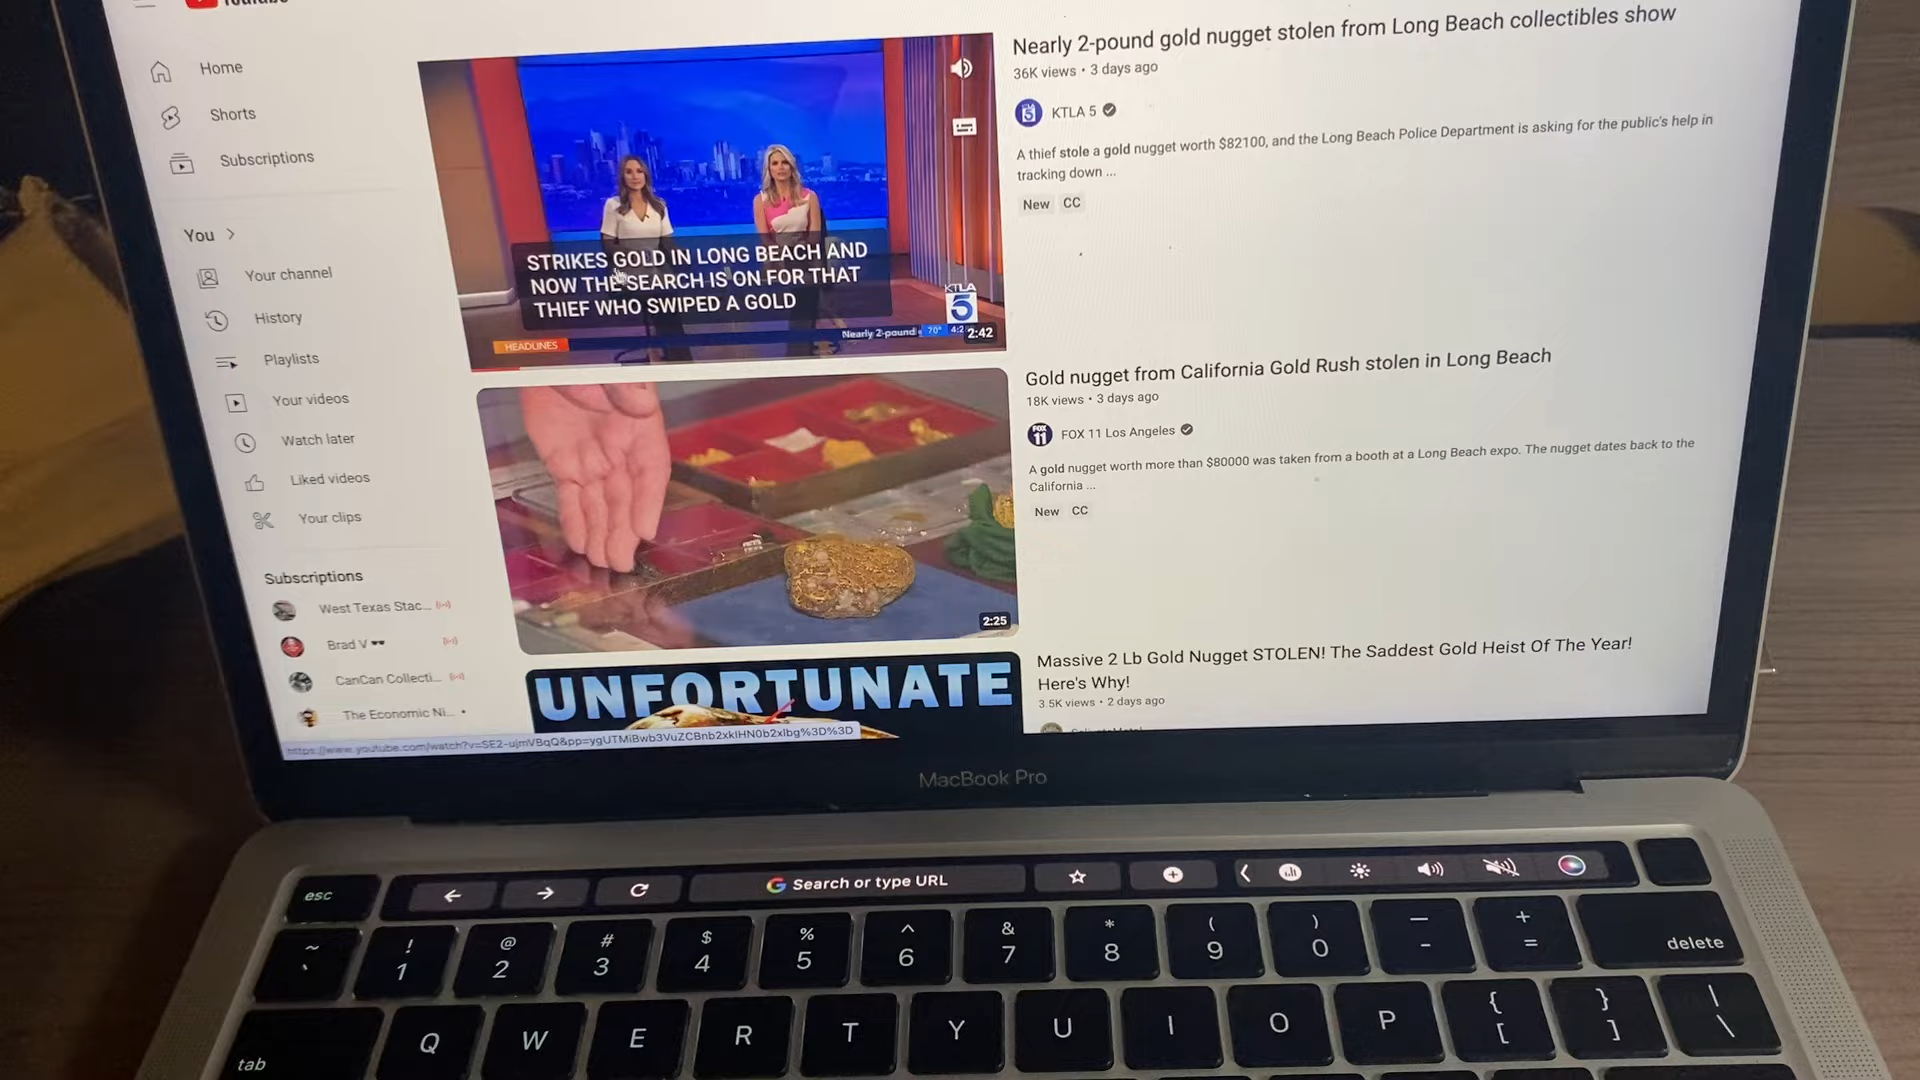 YouTube
Home
Shorts
Subscriptions
You >
Your channel
History
Playlists
Your videos
Watch later
Liked videos
Your clips
Subscriptions
West Texas Stac...
Brad V
CanCan Collecti...
The Economic Ni...
STRIKES GOLD IN LONG BEACH AND
NOW THE SEARCH IS ON FOR THAT
THIEF WHO SWIPED A GOLD
KTLA
5
HEADLINES
Nearly 2-pound
70°
4:2
2:42
Nearly 2-pound gold nugget stolen from Long Beach collectibles show
36K views • 3 days ago
5
KTLA 5
A thief stole a gold nugget worth $82100, and the Long Beach Police Department is asking for the public's help in
tracking down ...
New CC
2:25
Gold nugget from California Gold Rush stolen in Long Beach
18K views • 3 days ago
FOX
11
FOX 11 Los Angeles
A gold nugget worth more than $80000 was taken from a booth at a Long Beach expo. The nugget dates back to the
California ...
New CC
UNFORTUNATE
Massive 2 Lb Gold Nugget STOLEN! The Saddest Gold Heist Of The Year!
Here's Why!
3.5K views • 2 days ago
MacBook Pro
esc
Search or type URL
~ ! @ # $ % ^ & * ( ) — +
` 1 2 3 4 5 6 7 8 9 0 - = delete
tab Q W E R T Y U I O P { [ } ] | \